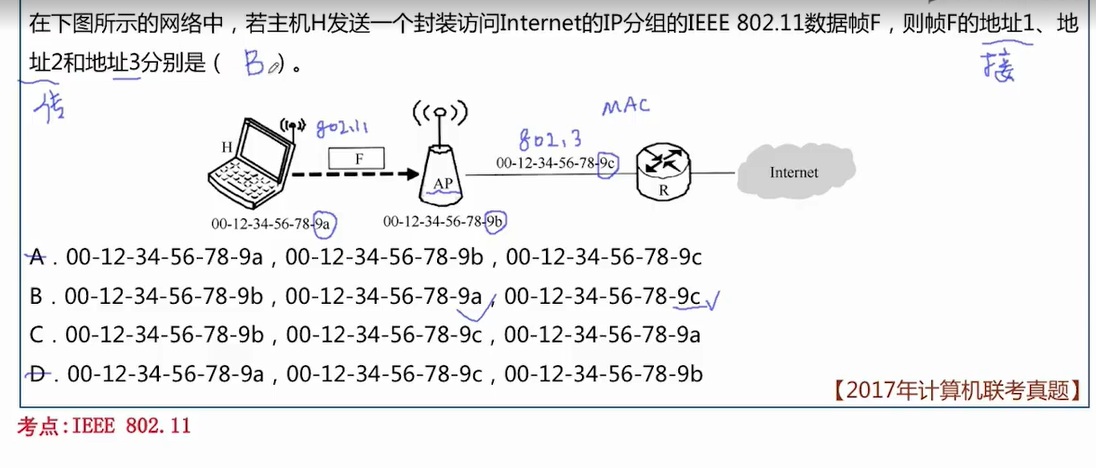 在下图所示的网络中，若主机H发送一个封装访问Internet的IP分组的IEEE 802.11数据帧F，则帧F的地址1、地
址2和地址3分别是（ B ）。
接
传
MAC
802.11
802.3
H
F
AP
00-12-34-56-78-9c
R
Internet
00-12-34-56-78-9a
00-12-34-56-78-9b
A．00-12-34-56-78-9a，00-12-34-56-78-9b，00-12-34-56-78-9c
B．00-12-34-56-78-9b，00-12-34-56-78-9a，00-12-34-56-78-9c
C．00-12-34-56-78-9b，00-12-34-56-78-9c，00-12-34-56-78-9a
D．00-12-34-56-78-9a，00-12-34-56-78-9c，00-12-34-56-78-9b
【2017年计算机联考真题】
考点:IEEE 802.11